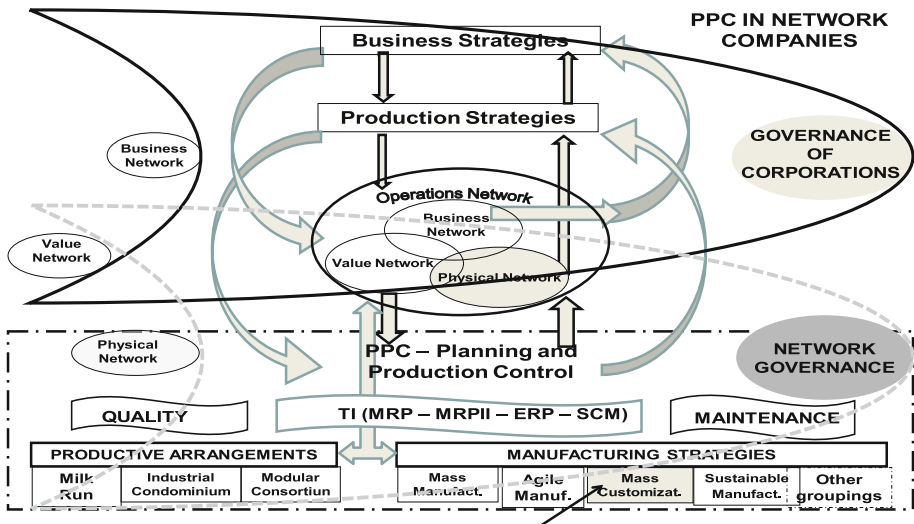 PPC IN NETWORK
COMPANIES
Business Strategies
Production Strategies
GOVERNANCE
OF
CORPORATIONS
Business
Network
Operations Network
Business
Network
Value Network
Physical Network
Value
Network
Physical
Network
PPC – Planning and
Production Control
NETWORK
GOVERNANCE
QUALITY
TI (MRP – MRPII – ERP – SCM)
MAINTENANCE
PRODUCTIVE ARRANGEMENTS
MANUFACTURING STRATEGIES
Milk
Run
Industrial
Condominium
Modular
Consortiun
Mass
Manufact.
Agile
Manuf.
Mass
Customizat.
Sustainable
Manufact.
Other
groupings